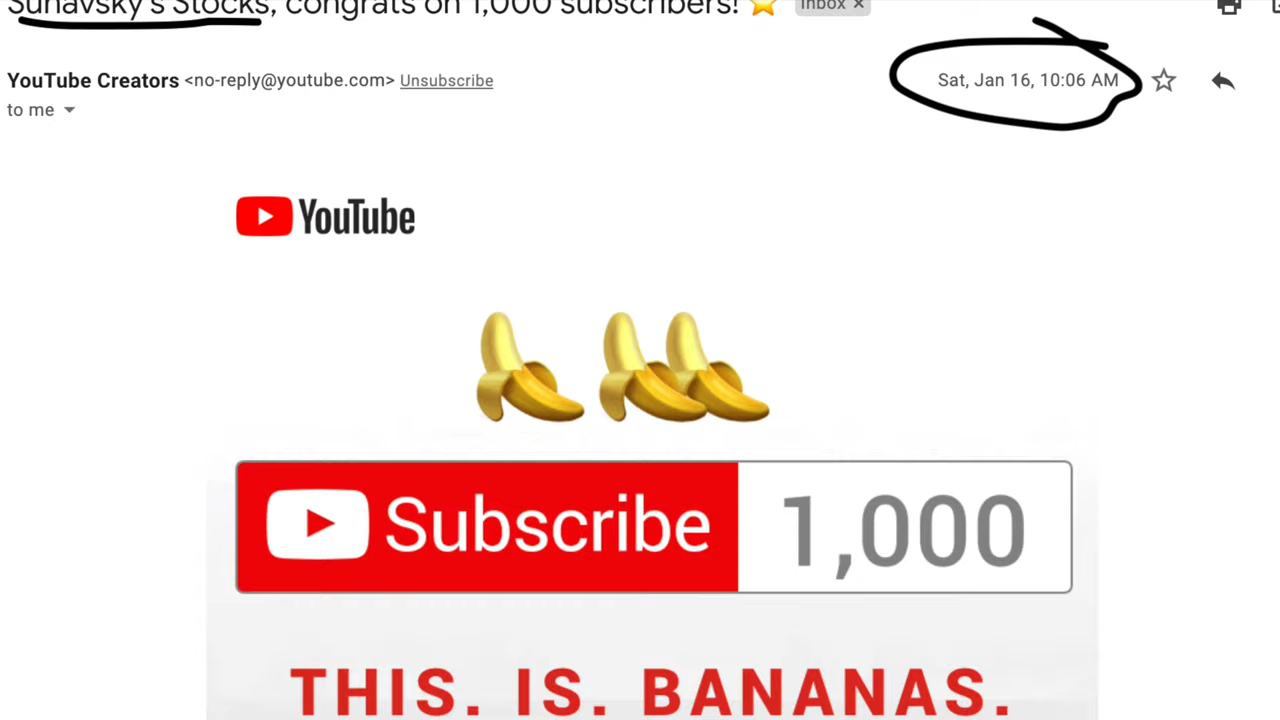 Sunavsky's Stocks, congrats on 1,000 subscribers! Inbox ×
YouTube Creators <no-reply@youtube.com> Unsubscribe
Sat, Jan 16, 10:06 AM
to me
YouTube
Subscribe 1,000
THIS. IS. BANANAS.